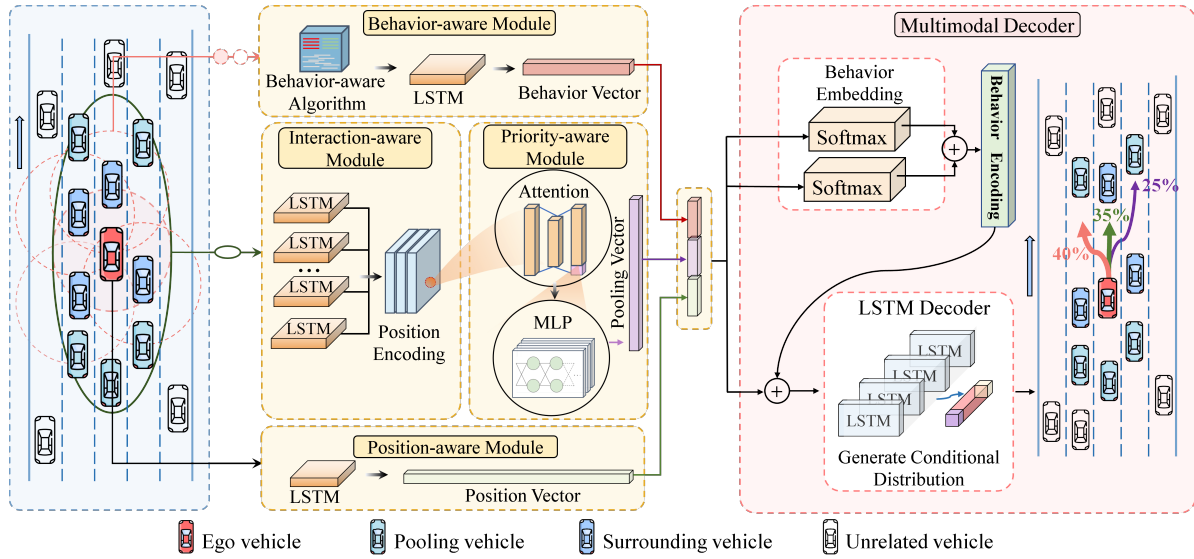 Behavior-aware Module
Behavior-aware
Algorithm
LSTM
Behavior Vector
Interaction-aware
Module
LSTM
LSTM
...
LSTM
LSTM
Position
Encoding
Priority-aware
Module
Attention
MLP
...
Pooling Vector
Position-aware Module
LSTM
Position Vector
Multimodal Decoder
Behavior
Embedding
Softmax
Softmax
Behavior Encoding
LSTM Decoder
LSTM
LSTM
LSTM
LSTM
Generate Conditional
Distribution
25%
35%
40%
Ego vehicle
Pooling vehicle
Surrounding vehicle
Unrelated vehicle